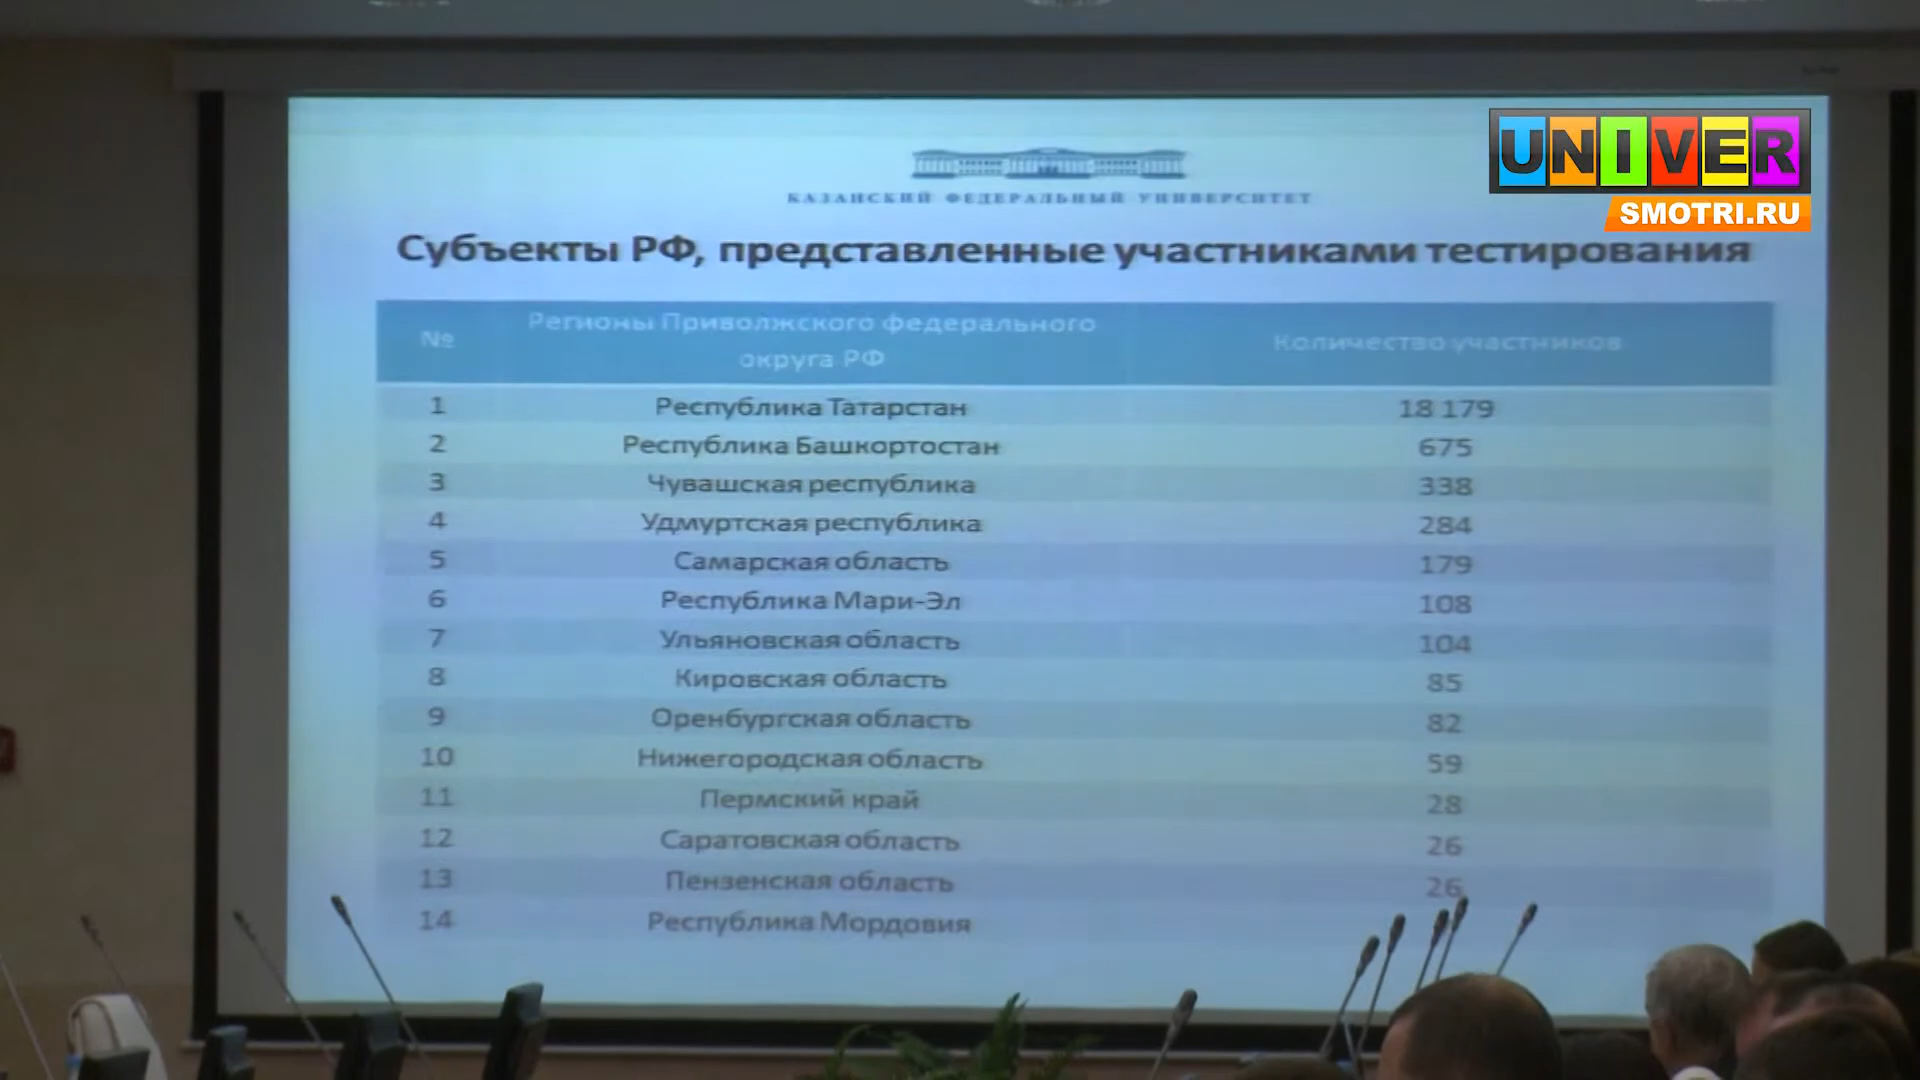 UNIVER
SMOTRI.RU
КАЗАНСКИЙ ФЕДЕРАЛЬНЫЙ УНИВЕРСИТЕТ
Субъекты РФ, представленные участниками тестирования
№ Регионы Приволжского федерального округа РФ Количество участников
1 Республика Татарстан 18 179
2 Республика Башкортостан 675
3 Чувашская республика 338
4 Удмуртская республика 284
5 Самарская область 179
6 Республика Мари-Эл 108
7 Ульяновская область 104
8 Кировская область 85
9 Оренбургская область 82
10 Нижегородская область 59
11 Пермский край 28
12 Саратовская область 26
13 Пензенская область 26
14 Республика Мордовия